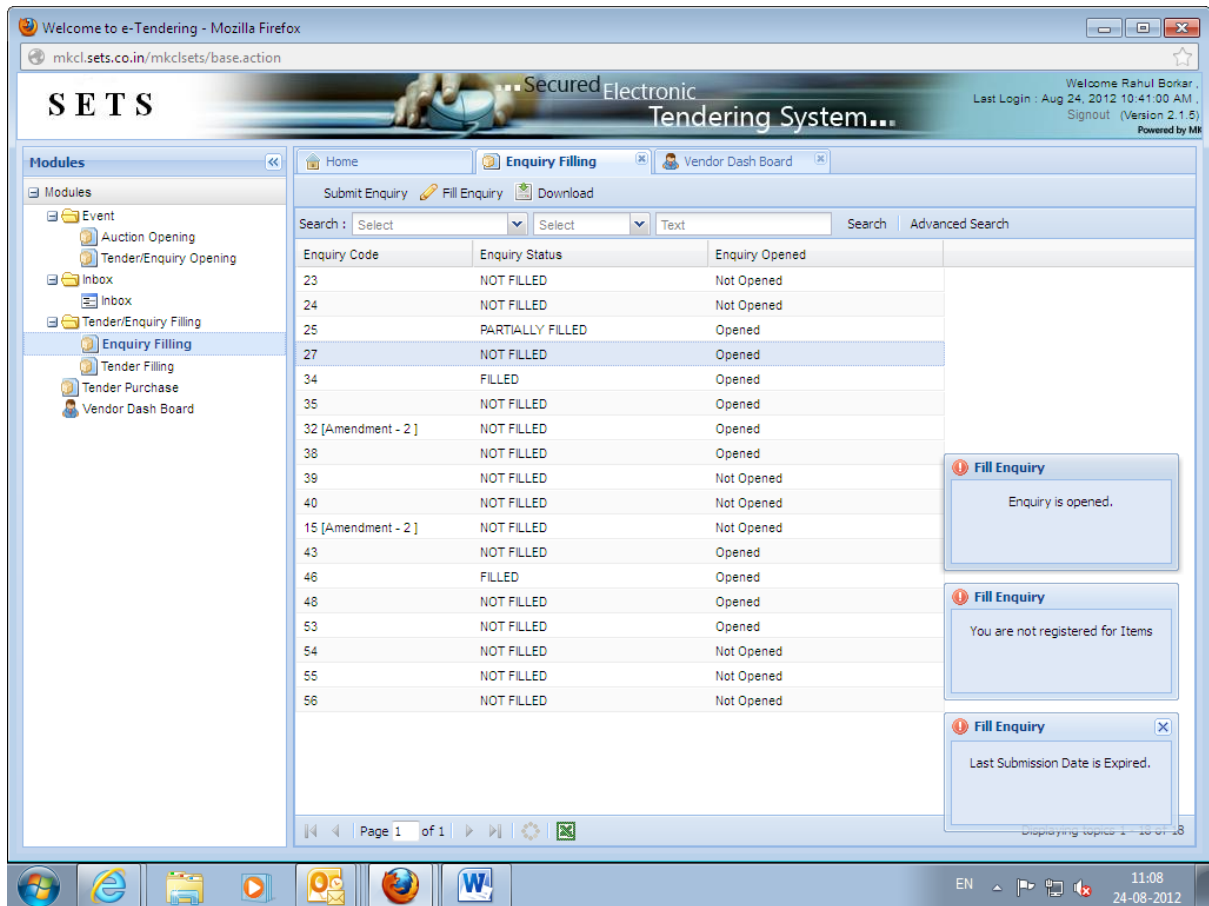 Welcome to e-Tendering - Mozilla Firefox
mkcl.sets.co.in/mkclsets/base.action
SETS
...Secured Electronic
Tendering System...
Welcome Rahul Borkar ,
Last Login : Aug 24, 2012 10:41:00 AM ,
Signout (Version 2.1.5)
Powered by MK
Modules
Modules
Event
Auction Opening
Tender/Enquiry Opening
Inbox
Inbox
Tender/Enquiry Filling
Enquiry Filling
Tender Filling
Tender Purchase
Vendor Dash Board
Home Enquiry Filling Vendor Dash Board
Submit Enquiry Fill Enquiry Download
Search : Select Select Text Search Advanced Search
Enquiry Code Enquiry Status Enquiry Opened
23 NOT FILLED Not Opened
24 NOT FILLED Not Opened
25 PARTIALLY FILLED Opened
27 NOT FILLED Opened
34 FILLED Opened
35 NOT FILLED Opened
32 [Amendment - 2 ] NOT FILLED Opened
38 NOT FILLED Opened
39 NOT FILLED Not Opened
40 NOT FILLED Not Opened
15 [Amendment - 2 ] NOT FILLED Not Opened
43 NOT FILLED Opened
46 FILLED Opened
48 NOT FILLED Opened
53 NOT FILLED Opened
54 NOT FILLED Not Opened
55 NOT FILLED Not Opened
56 NOT FILLED Not Opened
Fill Enquiry
Enquiry is opened.
Fill Enquiry
You are not registered for Items
Fill Enquiry
Last Submission Date is Expired.
Page 1 of 1
Displaying topics 1 - 18 of 18
EN
11:08
24-08-2012